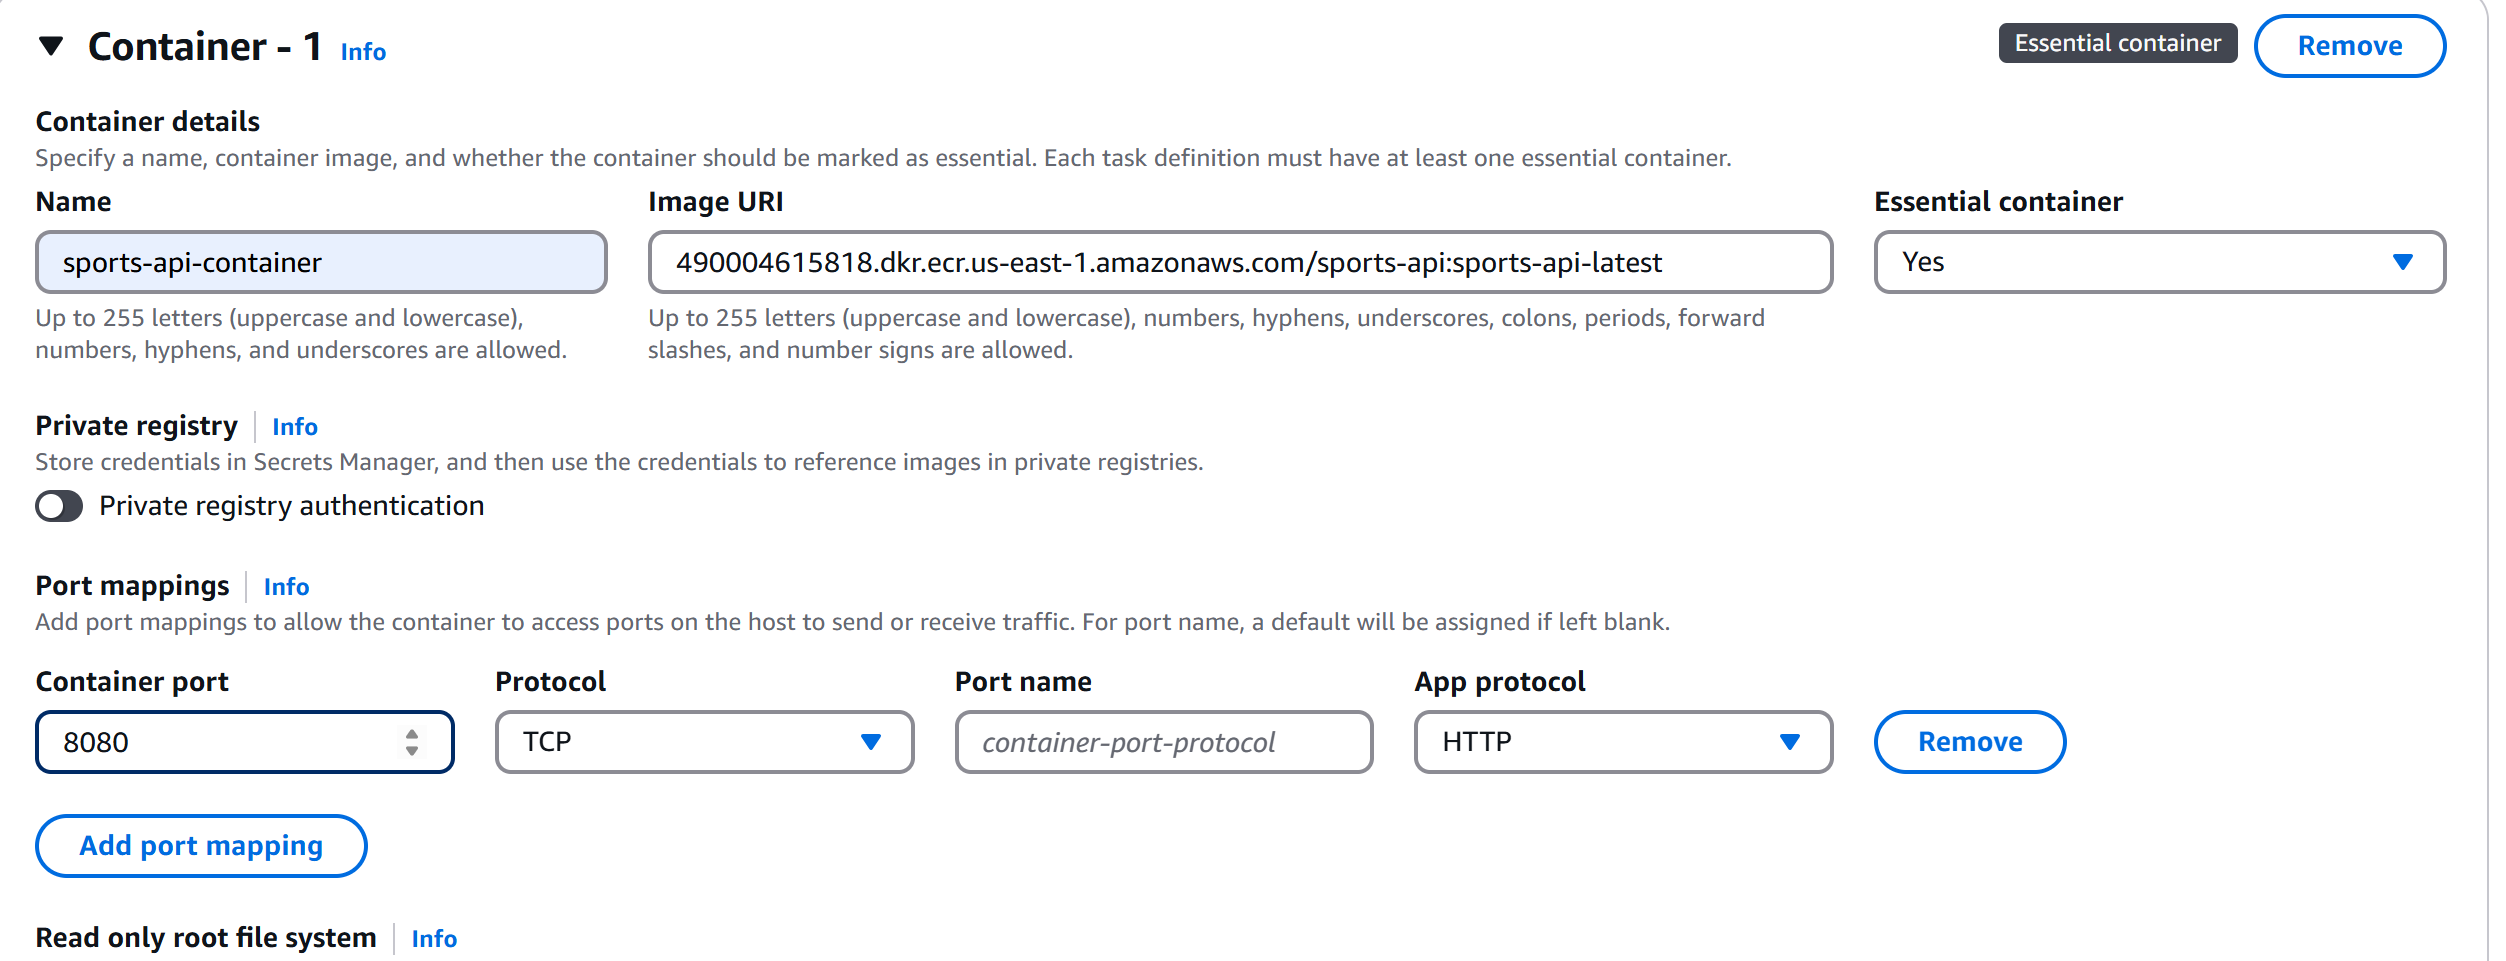 Container - 1 Info Essential container Remove
Container details
Specify a name, container image, and whether the container should be marked as essential. Each task definition must have at least one essential container.
Name Image URI Essential container
sports-api-container 490004615818.dkr.ecr.us-east-1.amazonaws.com/sports-api:sports-api-latest Yes
Up to 255 letters (uppercase and lowercase), Up to 255 letters (uppercase and lowercase), numbers, hyphens, underscores, colons, periods, forward
numbers, hyphens, and underscores are allowed. slashes, and number signs are allowed.
Private registry Info
Store credentials in Secrets Manager, and then use the credentials to reference images in private registries.
Private registry authentication
Port mappings Info
Add port mappings to allow the container to access ports on the host to send or receive traffic. For port name, a default will be assigned if left blank.
Container port Protocol Port name App protocol
8080 TCP container-port-protocol HTTP Remove
Add port mapping
Read only root file system Info